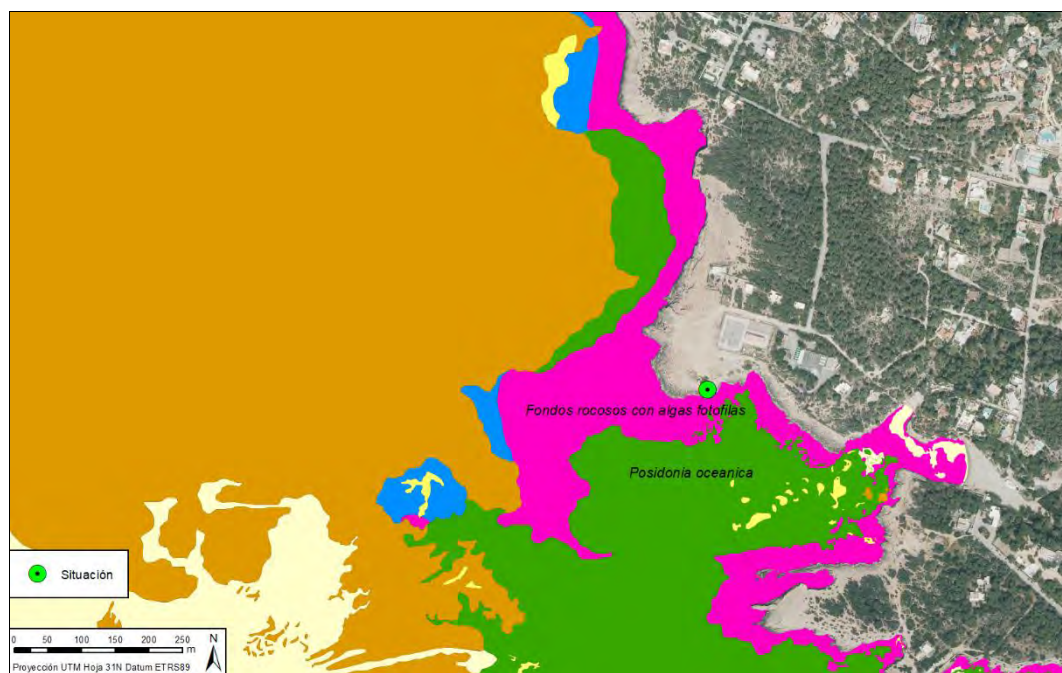 Fondos rocosos con algas fotofilas
Posidonia oceanica
Situación
0 50 100 150 200 250
m
N
Proyección UTM Hoja 31N Datum ETRS89